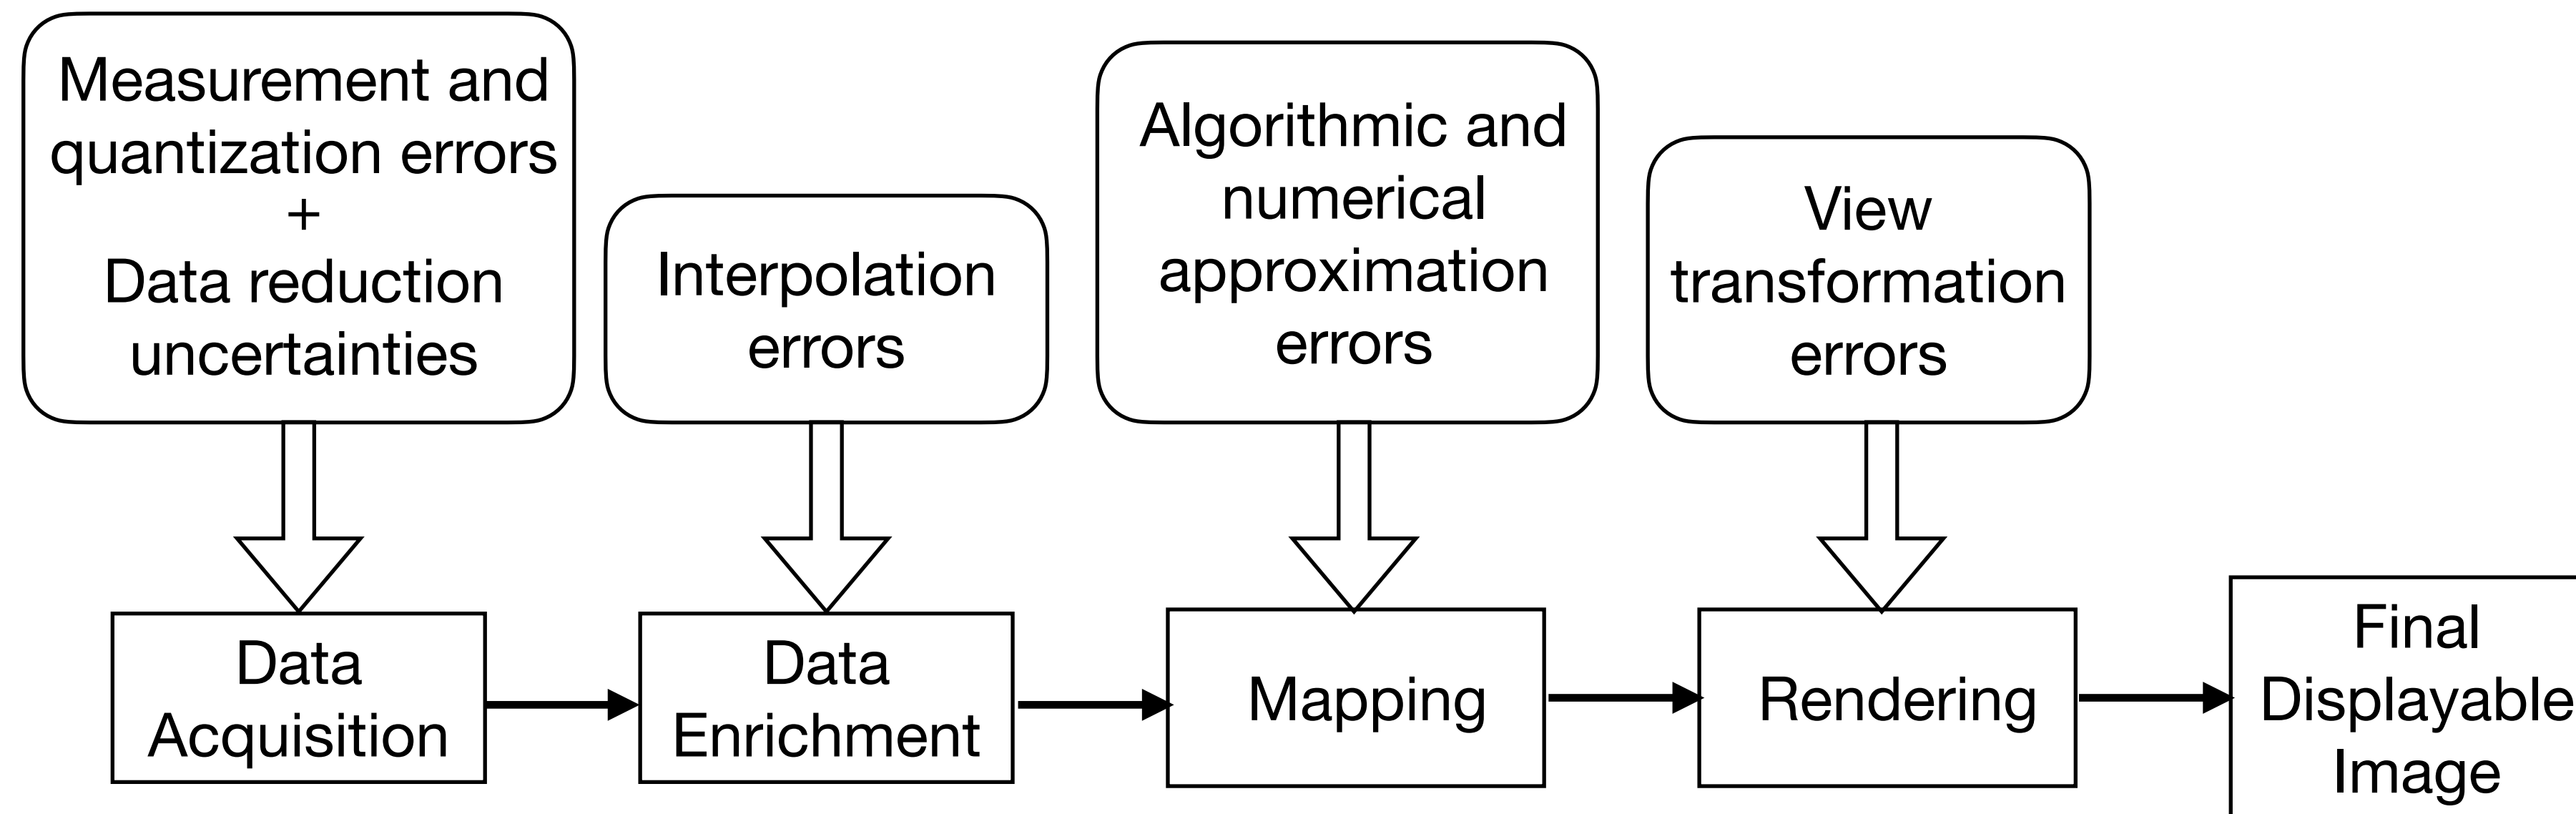 Measurement and
quantization errors
+
Data reduction
uncertainties
Interpolation
errors
Algorithmic and
numerical
approximation
errors
View
transformation
errors
Data
Acquisition
Data
Enrichment
Mapping
Rendering
Final
Displayable
Image